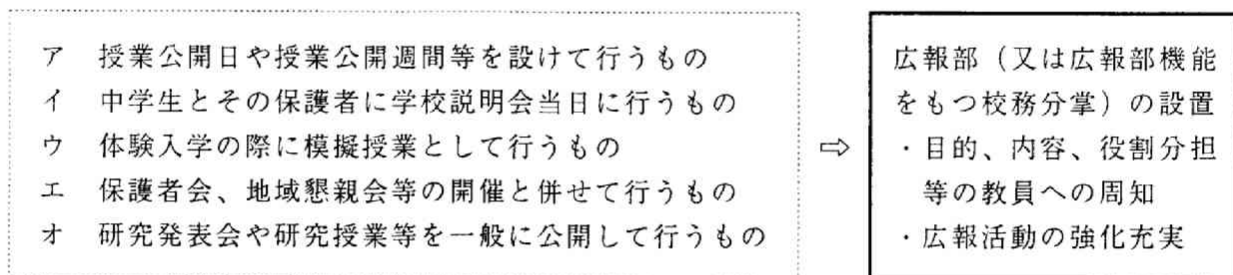 ア 授業公開日や授業公開週間等を設けて行うもの
イ 中学生とその保護者に学校説明会当日に行うもの
ウ 体験入学の際に模擬授業として行うもの
エ 保護者会、地域懇親会等の開催と併せて行うもの
オ 研究発表会や研究授業等を一般に公開して行うもの
⇨
広報部（又は広報部機能
をもつ校務分掌）の設置
・目的、内容、役割分担
等の教員への周知
・広報活動の強化充実